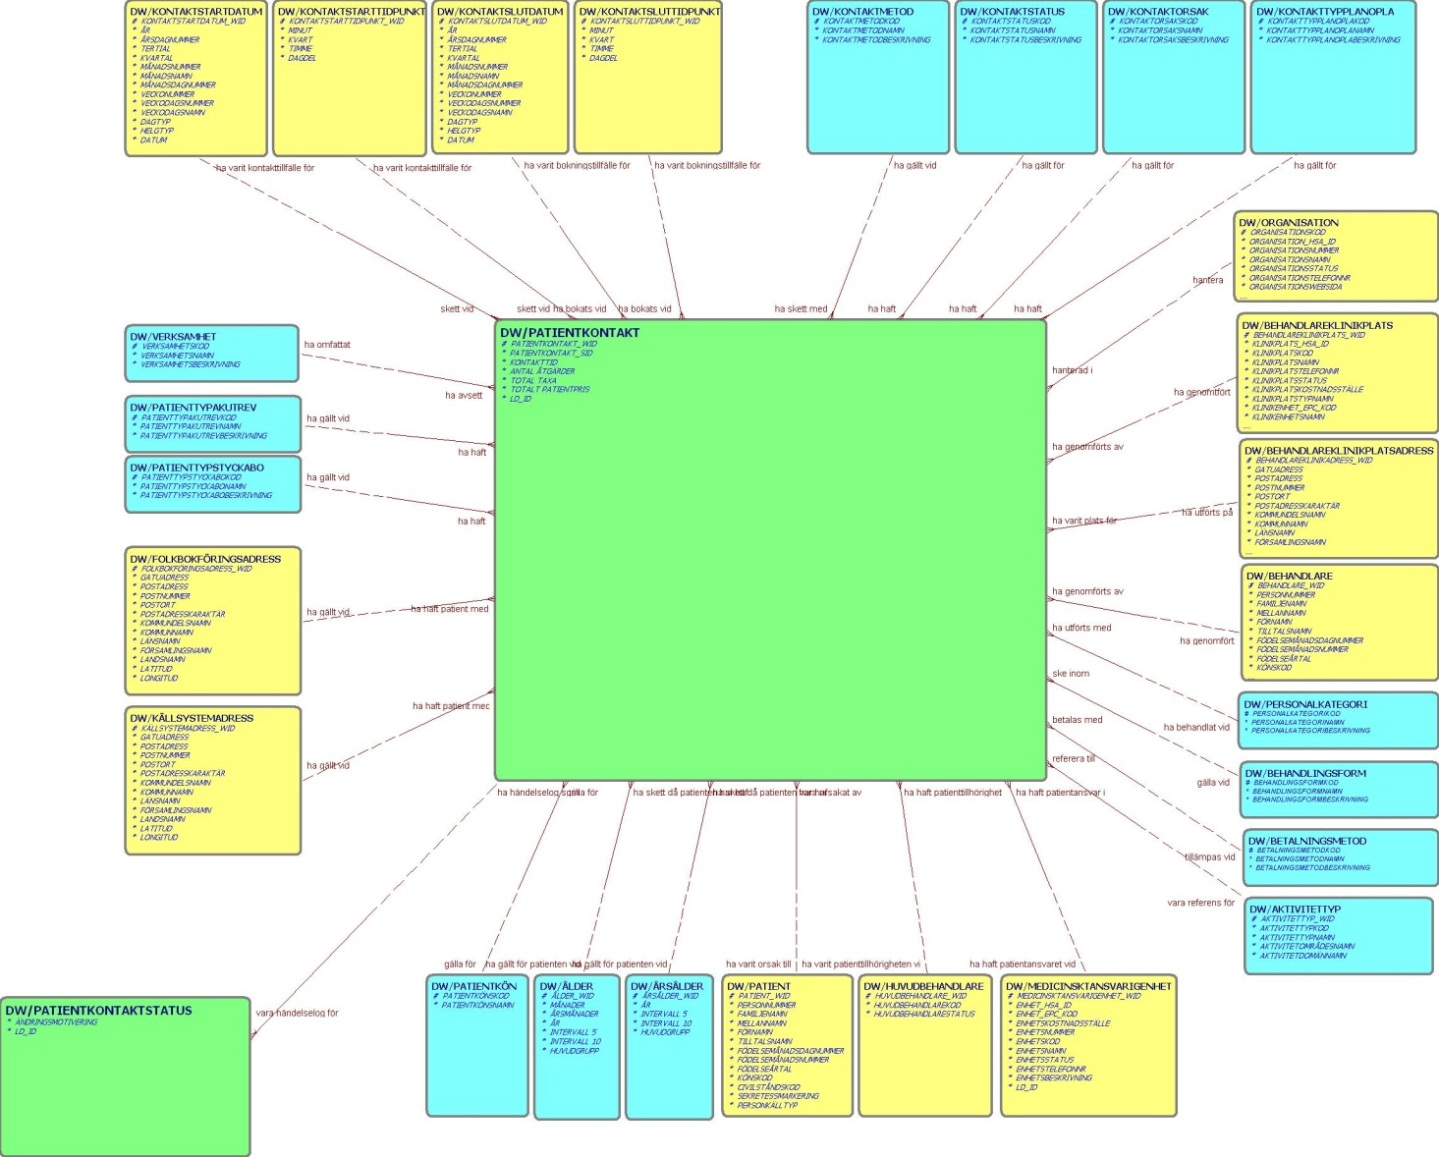 DW/KONTAKTSTARTDATUM
# KONTAKTSTARTDATUM_WID
* ÅR
* ÅRSDAGNUMMER
* TERTIAL
* KVARTAL
* MÅNADSNUMMER
* MÅNADSNAMN
* MÅNADSDAGNUMMER
* VECKONUMMER
* VECKODAGSNUMMER
* VECKODAGSNAMN
* DAGTYP
* HELGTYP
* DATUM
DW/KONTAKTSTARTTIDPUNKT
# KONTAKTSTARTTIDPUNKT_WID
* MINUT
* KVART
* TIMME
* DAGDEL
DW/KONTAKTSLUTDATUM
# KONTAKTSLUTDATUM_WID
* ÅR
* ÅRSDAGNUMMER
* TERTIAL
* KVARTAL
* MÅNADSNUMMER
* MÅNADSNAMN
* MÅNADSDAGNUMMER
* VECKONUMMER
* VECKODAGSNUMMER
* VECKODAGSNAMN
* DAGTYP
* HELGTYP
* DATUM
DW/KONTAKTSLUTTIDPUNKT
# KONTAKTSLUTTIDPUNKT_WID
* MINUT
* KVART
* TIMME
* DAGDEL
DW/KONTAKTMETOD
# KONTAKTMETODKOD
* KONTAKTMETODNAMN
* KONTAKTMETODBESKRIVNING
DW/KONTAKTSTATUS
# KONTAKTSTATUSKOD
* KONTAKTSTATUSNAMN
* KONTAKTSTATUSBESKRIVNING
DW/KONTAKTORSAK
# KONTAKTORSAKSKOD
* KONTAKTORSAKSNAMN
* KONTAKTORSAKSBESKRIVNING
DW/KONTAKTTYPPLANOPLA
# KONTAKTTYPPLANOPLAKOD
* KONTAKTTYPPLANOPLANAMN
* KONTAKTTYPPLANOPLABESKRIVNING
ha varit kontakttillfälle för
ha varit kontakttillfälle för
ha varit bokningstillfälle för
ha varit bokningstillfälle för
ha gällt vid
ha gällt för
ha gällt för
ha gällt för
skett vid
skett vid
ha bokats vid
ha bokats vid
ha skett med
ha haft
ha haft
ha haft
DW/ORGANISATION
# ORGANISATIONSKOD
* ORGANISATION_HSA_ID
* ORGANISATIONSNUMMER
* ORGANISATIONSNAMN
* ORGANISATIONSSTATUS
* ORGANISATIONSTELEFONNR
* ORGANISATIONSWEBSIDA
...
hantera
hanterad i
DW/VERKSAMHET
# VERKSAMHETSKOD
* VERKSAMHETSNAMN
* VERKSAMHETSBESKRIVNING
ha omfattat
ha avsett
DW/PATIENTKONTAKT
# PATIENTKONTAKT_WID
* PATIENTKONTAKT_SID
* KONTAKTTID
* ANTAL ÅTGÄRDER
* TOTAL TAXA
* TOTALT PATIENTPRIS
* LD_ID
DW/BEHANDLAREKLINIKPLATS
# BEHANDLAREKLINIKPLATS_WID
* KLINIKPLATS_HSA_ID
* KLINIKPLATSKOD
* KLINIKPLATSNAMN
* KLINIKPLATSTELEFONNR
* KLINIKPLATSSTATUS
* KLINIKPLATSKOSTNADSSTÄLLE
* KLINIKPLATSTYPNAMN
* KLINIKENHET_EPC_KOD
* KLINIKENHETSNAMN
...
ha genomfört
ha genomförts av
DW/PATIENTTYPAKUTREV
# PATIENTTYPAKUTREVKOD
* PATIENTTYPAKUTREVNAMN
* PATIENTTYPAKUTREVBESKRIVNING
ha gällt vid
ha haft
DW/PATIENTTYPSTYCKABO
# PATIENTTYPSTYCKABOKOD
* PATIENTTYPSTYCKABONAMN
* PATIENTTYPSTYCKABOBESKRIVNING
ha gällt vid
ha haft
DW/BEHANDLAREKLINIKPLATSADRESS
# BEHANDLAREKLINIKADRESS_WID
* GATUADRESS
* POSTADRESS
* POSTNUMMER
* POSTORT
* POSTADRESSKARAKTÄR
* KOMMUNDELSNAMN
* KOMMUNNAMN
* LÄNSNAMN
* FÖRSAMLINGSNAMN
...
ha utförts på
ha varit plats för
DW/FOLKBOKFÖRINGSADRESS
# FOLKBOKFÖRINGSADRESS_WID
* GATUADRESS
* POSTADRESS
* POSTNUMMER
* POSTORT
* POSTADRESSKARAKTÄR
* KOMMUNDELSNAMN
* KOMMUNNAMN
* LÄNSNAMN
* FÖRSAMLINGSNAMN
* LANDSNAMN
* LATITUD
* LONGITUD
ha gällt vid
ha haft patient med
DW/BEHANDLARE
# BEHANDLARE_WID
* PERSONNUMMER
* FAMILJENAMN
* MELLANNAMN
* FÖRNAMN
* TILLTALSNAMN
* FÖDELSEMÅNADSDAGNUMMER
* FÖDELSEMÅNADSNUMMER
* FÖDELSEÅRTAL
* KÖNSKOD
...
ha genomförts av
ha genomfört
DW/KÄLLSYSTEMADRESS
# KÄLLSYSTEMADRESS_WID
* GATUADRESS
* POSTADRESS
* POSTNUMMER
* POSTORT
* POSTADRESSKARAKTÄR
* KOMMUNDELSNAMN
* KOMMUNNAMN
* LÄNSNAMN
* FÖRSAMLINGSNAMN
* LANDSNAMN
* LATITUD
* LONGITUD
ha haft patient mec
ha gällt vid
ha utförts med
ha behandlat vid
DW/PERSONALKATEGORI
# PERSONALKATEGORIKOD
* PERSONALKATEGORINAMN
* PERSONALKATEGORIBESKRIVNING
ske inom
gälla vid
DW/BEHANDLINGSFORM
# BEHANDLINGSFORMKOD
* BEHANDLINGSFORMNAMN
* BEHANDLINGSFORMBESKRIVNING
betalas med
tillämpas vid
DW/BETALNINGSMETOD
# BETALNINGSMETODKOD
* BETALNINGSMETODNAMN
* BETALNINGSMETODBESKRIVNING
referera till
vara referens för
DW/AKTIVITETTYP
# AKTIVITETTYP_WID
* AKTIVITETTYPKOD
* AKTIVITETTYPNAMN
* AKTIVITETOMRÅDESNAMN
* AKTIVITETDOMÄNNAMN
ha händelselog
ha skett då patienten
då patienten
orsakat av
ha haft patienttillhörighet
ha haft patientansvar i
gälla för
ha gällt för patienten vid
ha gällt för patienten vid
ha varit orsak till
ha varit patienttillhörigheten vi
ha haft patientansvaret vid
DW/PATIENTKONTAKTSTATUS
* ÄNDRINGSMOTIVERING
* LD_ID
vara händelselog för
DW/PATIENTKÖN
# PATIENTKÖNSKOD
* PATIENTKÖNSNAMN
DW/ÅLDER
# ÅLDER_WID
* MÅNADER
* ÅRSMÅNADER
* ÅR
* INTERVALL 5
* INTERVALL 10
* HUVUDGRUPP
DW/ÅRSÅLDER
# ÅRSÅLDER_WID
* ÅR
* INTERVALL 5
* INTERVALL 10
* HUVUDGRUPP
DW/PATIENT
# PATIENT_WID
* PERSONNUMMER
* FAMILJENAMN
* MELLANNAMN
* FÖRNAMN
* TILLTALSNAMN
* FÖDELSEMÅNADSDAGNUMMER
* FÖDELSEMÅNADSNUMMER
* FÖDELSEÅRTAL
* KÖNSKOD
* CIVILSTÅNDSKOD
* SEKRETESSMARKERING
* PERSONKÄLLTYP
DW/HUVUDBEHANDLARE
# HUVUDBEHANDLARE_WID
* HUVUDBEHANDLAREKOD
* HUVUDBEHANDLARESTATUS
DW/MEDICINSKTANSVARIGENHET
# MEDICINSKTANSVARIGENHET_WID
* ENHET_HSA_ID
* ENHET_EPC_KOD
* ENHETSKOSTNADSSTÄLLE
* ENHETSNUMMER
* ENHETSKOD
* ENHETSNAMN
* ENHETSSTATUS
* ENHETSTELEFONNR
* ENHETSBESKRIVNING
* LD_ID